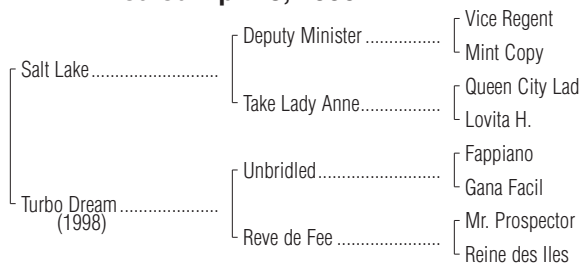 Vice Regent
Deputy Minister
Mint Copy
Salt Lake
Queen City Lad
Take Lady Anne
Lovita H.
Fappiano
Unbridled
Gana Facil
Turbo Dream
(1998)
Mr. Prospector
Reve de Fee
Reine des Iles